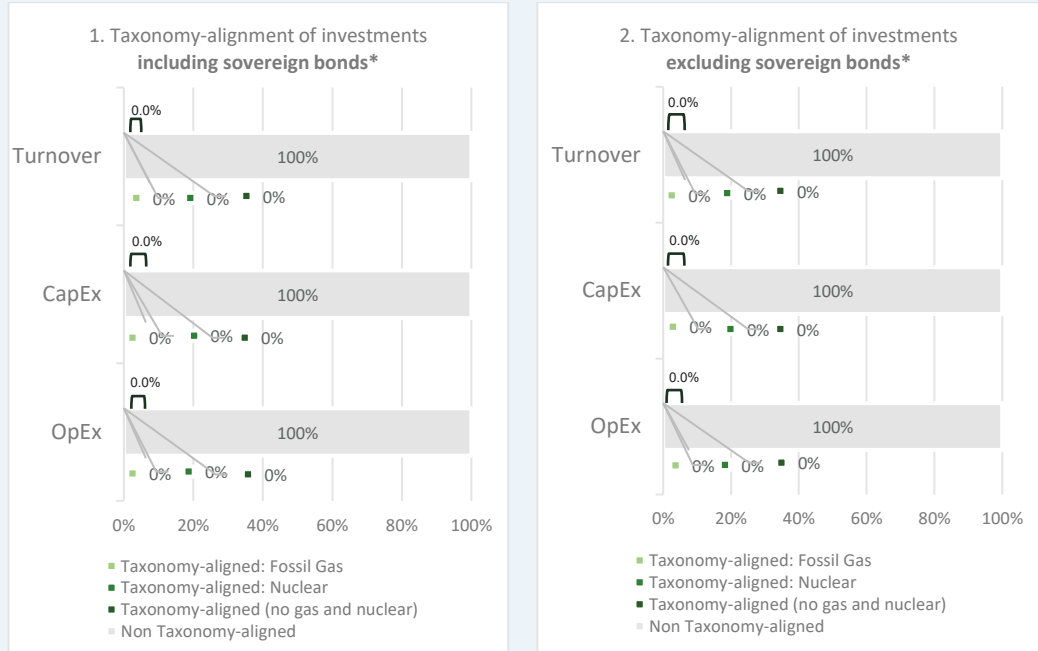 1. Taxonomy-alignment of investments
including sovereign bonds*
0.0%
Turnover
100%
0% 0% 0%
0.0%
CapEx
100%
0% 0% 0%
0.0%
OpEx
100%
0% 0% 0%
0% 20% 40% 60% 80% 100%
Taxonomy-aligned: Fossil Gas
Taxonomy-aligned: Nuclear
Taxonomy-aligned (no gas and nuclear)
Non Taxonomy-aligned
2. Taxonomy-alignment of investments
excluding sovereign bonds*
0.0%
Turnover
100%
0% 0% 0%
0.0%
CapEx
100%
0% 0% 0%
0.0%
OpEx
100%
0% 0% 0%
0% 20% 40% 60% 80% 100%
Taxonomy-aligned: Fossil Gas
Taxonomy-aligned: Nuclear
Taxonomy-aligned (no gas and nuclear)
Non Taxonomy-aligned